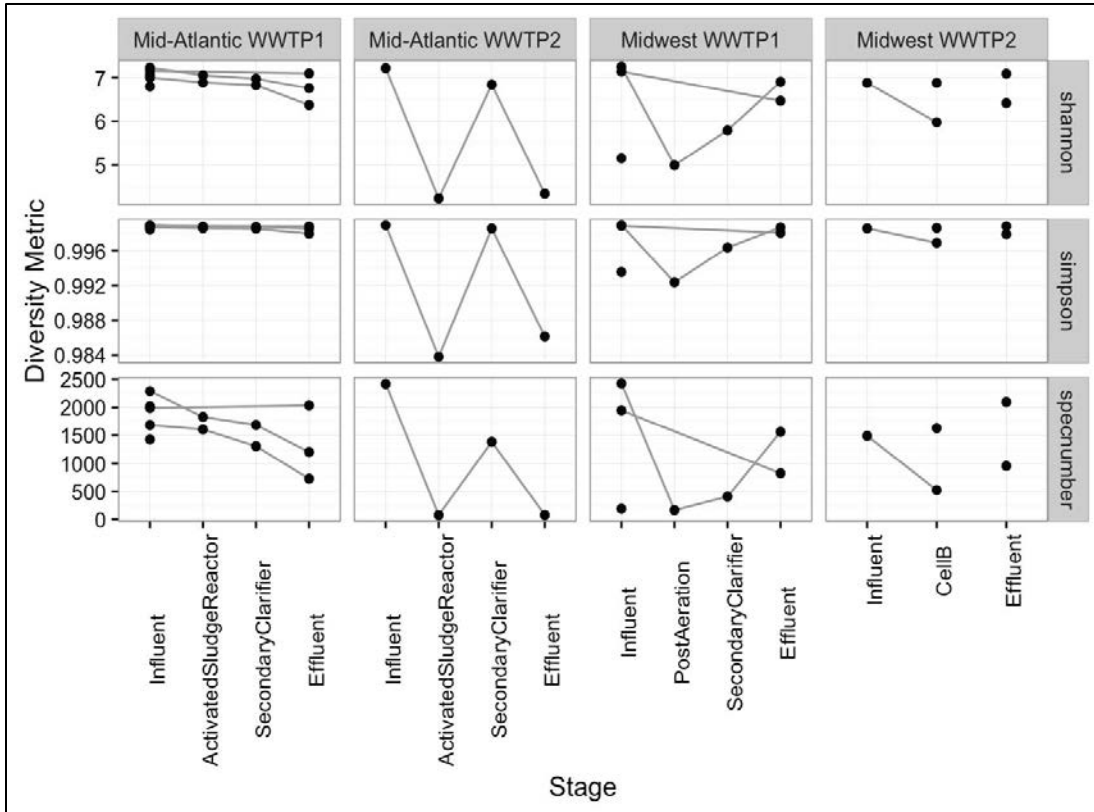 Mid-Atlantic WWTP1
Mid-Atlantic WWTP2
Midwest WWTP1
Midwest WWTP2
Diversity Metric
7
6
5
shannon
0.996
0.992
0.988
0.984
simpson
2500
2000
1500
1000
500
0
specnumber
Influent
ActivatedSludgeReactor
SecondaryClarifier
Effluent
Influent
ActivatedSludgeReactor
SecondaryClarifier
Effluent
Influent
PostAeration
SecondaryClarifier
Effluent
Influent
CellB
Effluent
Stage